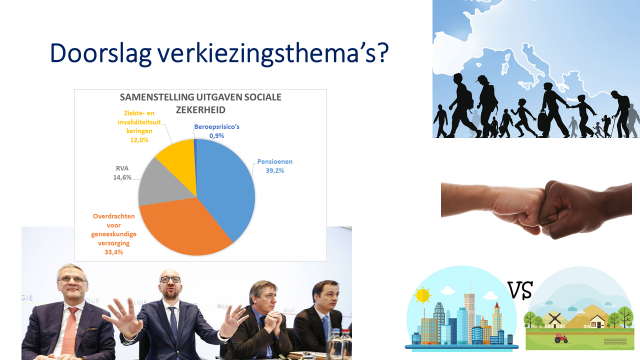 Doorslag verkiezingsthema's?
SAMENSTELLING UITGAVEN SOCIALE
ZEKERHEID
Ziekte- en
invaliditeitsuit
keringen
12,0%
Beroepsrisico's
0,9%
Pensioenen
39,2%
RVA
14,6%
Overdrachten
voor
geneeskundige
verzorging
33,4%
VS